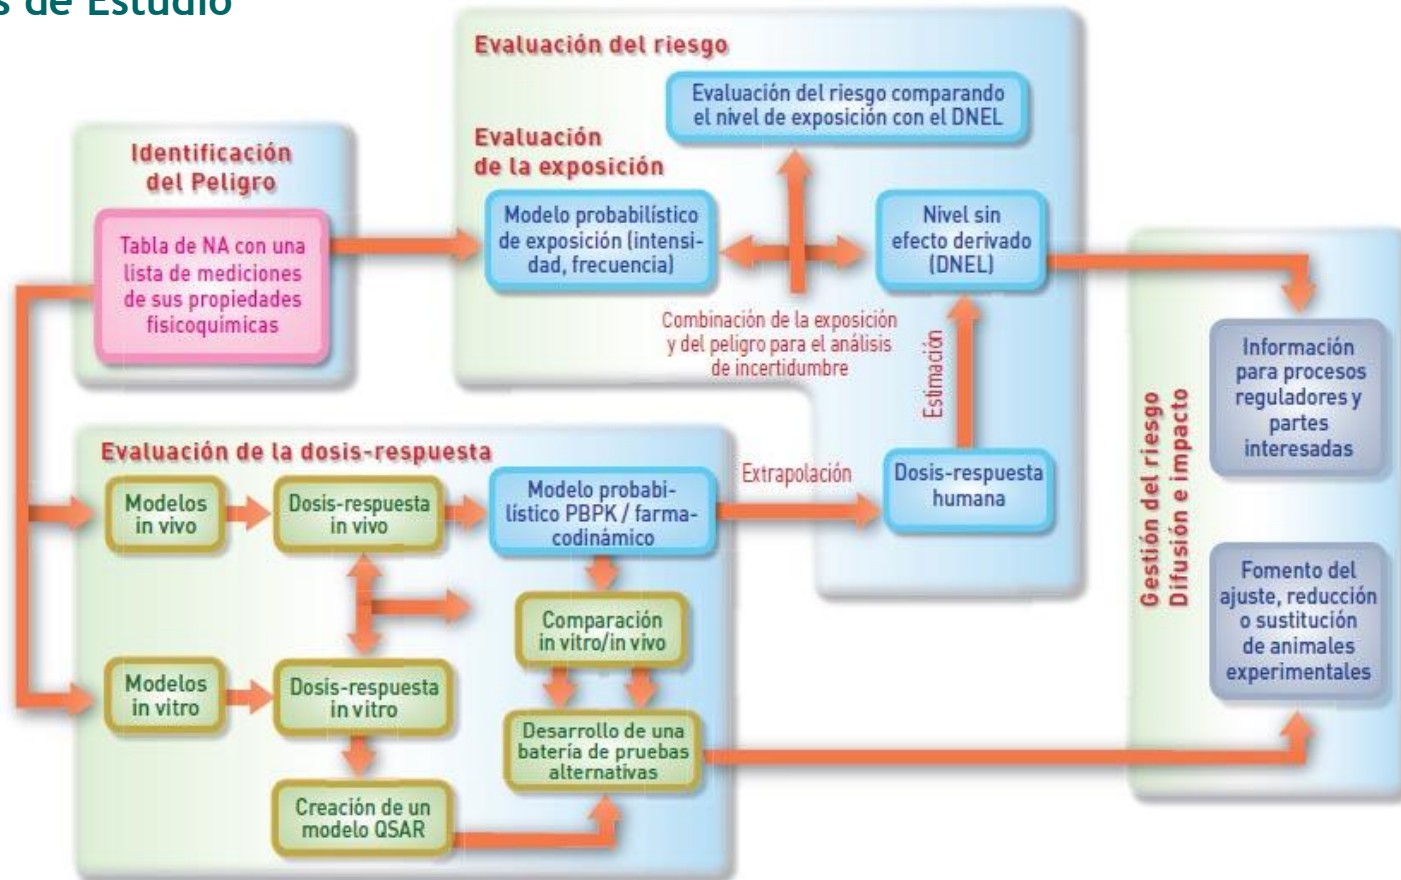 s de Estudio
Evaluación del riesgo
Evaluación del riesgo comparando
el nivel de exposición con el DNEL
Identificación
del Peligro
Tabla de NA con una
lista de mediciones
de sus propiedades
fisicoquímicas
Evaluación
de la exposición
Modelo probabilístico
de exposición (intensi-
dad, frecuencia)
Nivel sin
efecto derivado
(DNEL)
Combinación de la exposición
y del peligro para el análisis
de incertidumbre
Estimación
Evaluación de la dosis-respuesta
Modelos
in vivo
Dosis-respuesta
in vivo
Modelo probabi-
lístico PBPK / farma-
codinámico
Extrapolación
Dosis-respuesta
humana
Comparación
in vitro/in vivo
Modelos
in vitro
Dosis-respuesta
in vitro
Desarrollo de una
batería de pruebas
alternativas
Creación de un
modelo QSAR
Gestión del riesgo
Difusión e impacto
Información
para procesos
reguladores y
partes
interesadas
Fomento del
ajuste, reducción
o sustitución
de animales
experimentales